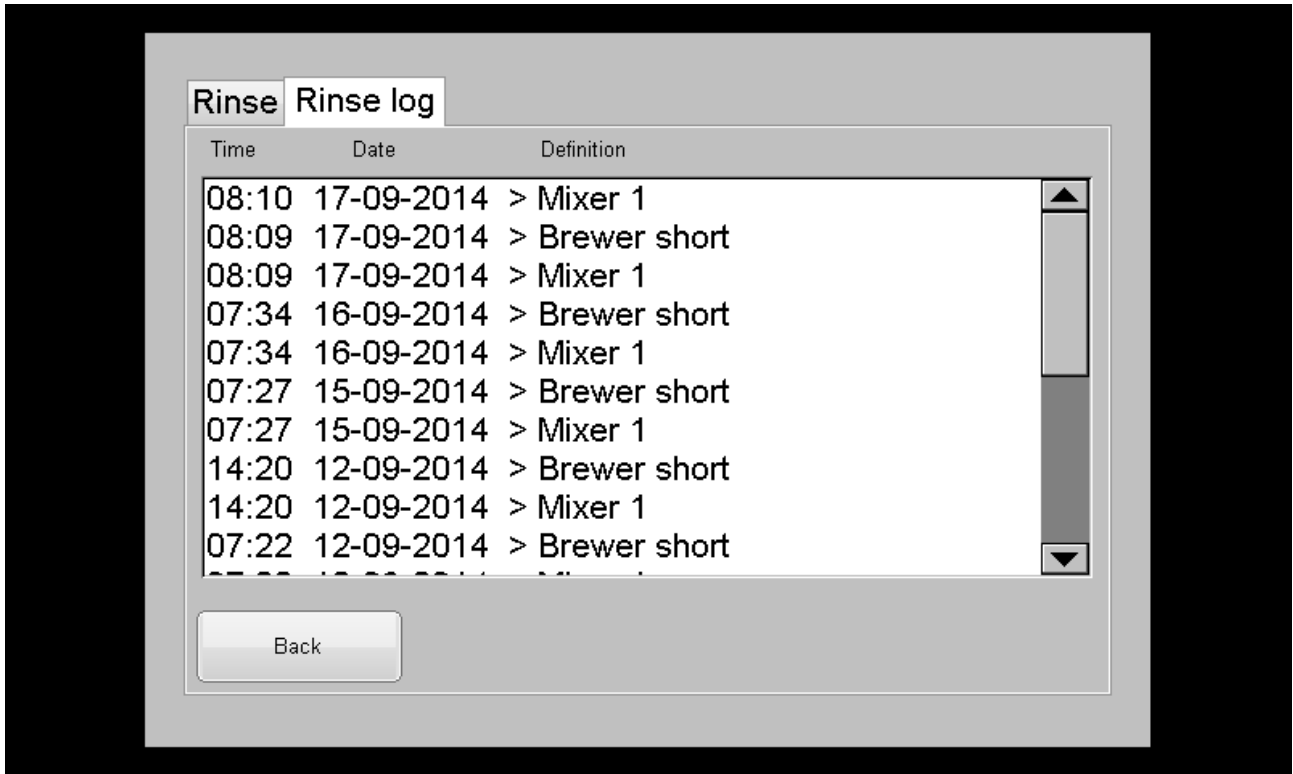 Rinse Rinse log
Time Date Definition
08:10 17-09-2014 > Mixer 1
08:09 17-09-2014 > Brewer short
08:09 17-09-2014 > Mixer 1
07:34 16-09-2014 > Brewer short
07:34 16-09-2014 > Mixer 1
07:27 15-09-2014 > Brewer short
07:27 15-09-2014 > Mixer 1
14:20 12-09-2014 > Brewer short
14:20 12-09-2014 > Mixer 1
07:22 12-09-2014 > Brewer short
Back